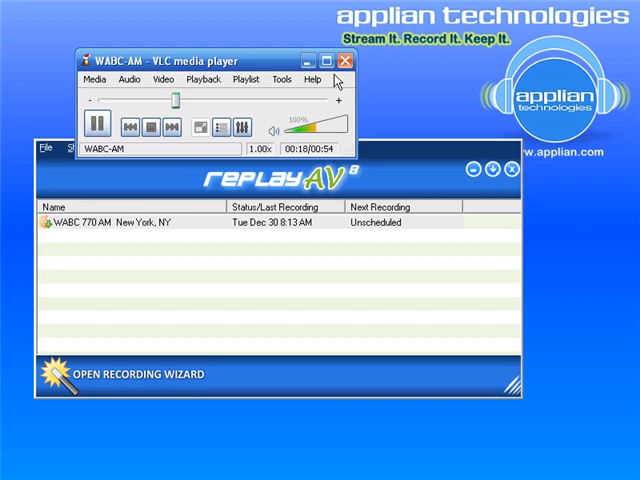 applian technologies
Stream It. Record It. Keep It.
WABC-AM - VLC media player
Media Audio Video Playback Playlist Tools Help
- +
100%
WABC-AM 1.00x 00:18/00:54
applian
technologies
www.applian.com
File
Replay AV 8
Name Status/Last Recording Next Recording
WABC 770 AM New York, NY Tue Dec 30 8:13 AM Unscheduled
OPEN RECORDING WIZARD